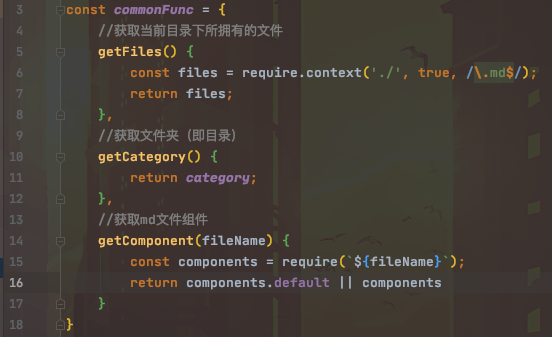 3 const commonFunc = {
4 //获取当前目录下所拥有的文件
5 getFiles() {
6 const files = require.context('./', true, /\.md$/);
7 return files;
8 },
9 //获取文件夹（即目录）
10 getCategory() {
11 return category;
12 },
13 //获取md文件组件
14 getComponent(fileName) {
15 const components = require(`${fileName}`);
16 return components.default || components
17 }
18 }